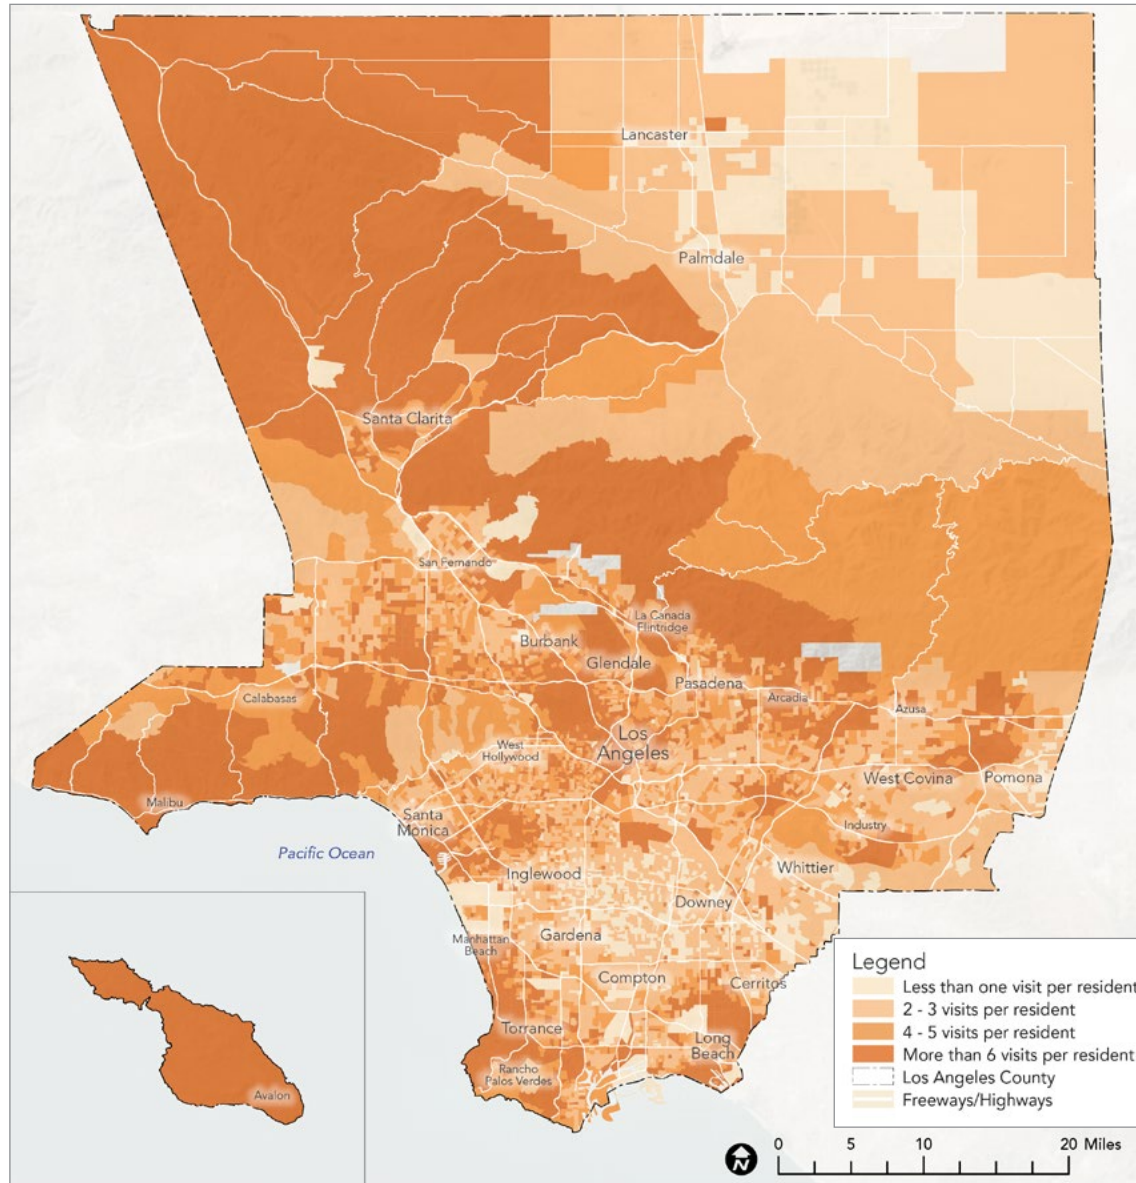 Lancaster
Palmdale
Santa Clarita
San Fernando
La Canada
Flintridge
Burbank
Glendale
Pasadena
Calabasas
Arcadia
Azusa
Los
Angeles
West
Hollywood
West Covina
Pomona
Malibu
Santa
Monica
Industry
Pacific Ocean
Whittier
Inglewood
Downey
Manhattan
Beach
Gardena
Compton
Cerritos
Torrance
Long
Beach
Rancho
Palos Verdes
Avalon
Legend
Less than one visit per resident
2 - 3 visits per resident
4 - 5 visits per resident
More than 6 visits per resident
Los Angeles County
Freeways/Highways
N
0 5 10 20 Miles